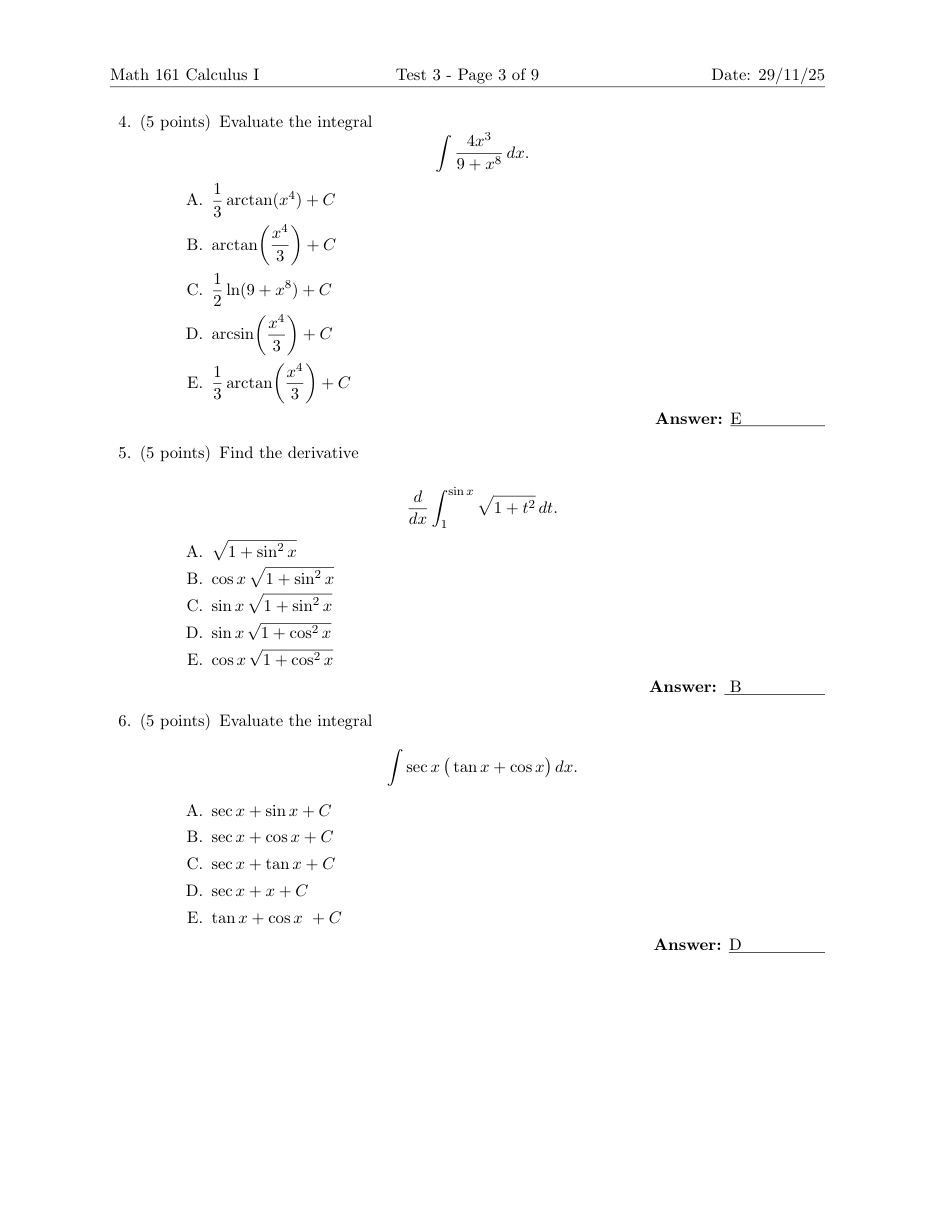 Math 161 Calculus I Test 3 - Page 3 of 9 Date: 29/11/25
4. (5 points) Evaluate the integral
∫ 4x³/(9 + x⁸) dx.
A. 1/3 arctan(x⁴) + C
B. arctan(x⁴/3) + C
C. 1/2 ln(9 + x⁸) + C
D. arcsin(x⁴/3) + C
E. 1/3 arctan(x⁴/3) + C
Answer: E
5. (5 points) Find the derivative
d/dx ∫₁^{sin x} √(1 + t²) dt.
A. √(1 + sin² x)
B. cos x √(1 + sin² x)
C. sin x √(1 + sin² x)
D. sin x √(1 + cos² x)
E. cos x √(1 + cos² x)
Answer: B
6. (5 points) Evaluate the integral
∫ sec x (tan x + cos x) dx.
A. sec x + sin x + C
B. sec x + cos x + C
C. sec x + tan x + C
D. sec x + x + C
E. tan x + cos x + C
Answer: D